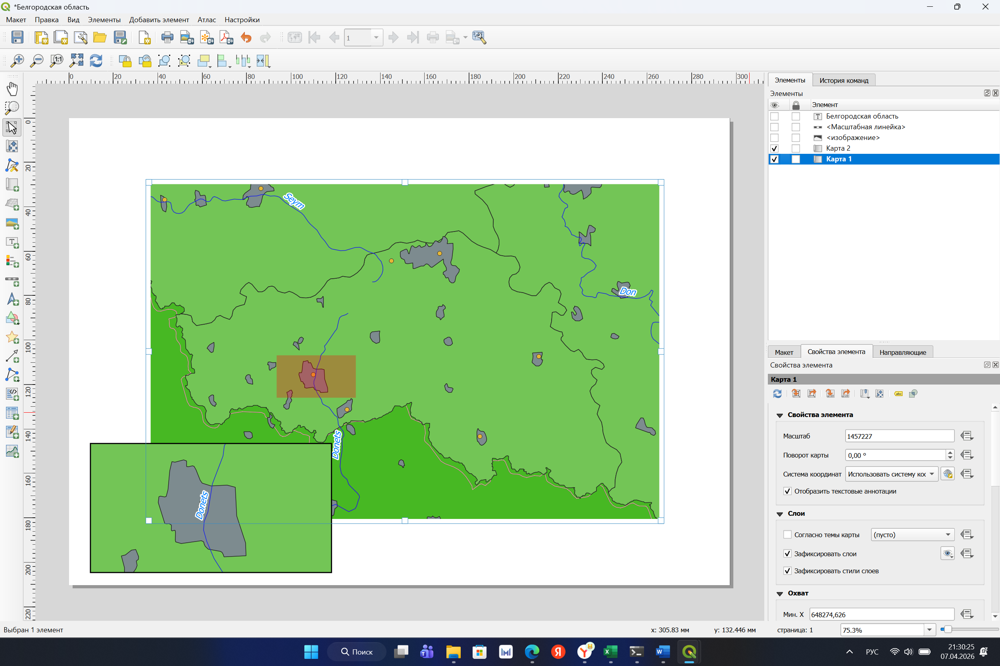 *Белгородская область
Макет Правка Вид Элементы Добавить элемент Атлас Настройки
1
1:1
0 20 40 60 80 100 120 140 160 180 200 220 240 260 280 300
0
20
40
60
80
100
120
140
160
180
200
220
Seym
Don
Donets
Donets
Элементы История команд
Элементы
Элемент
Белгородская область
<Масштабная линейка>
<изображение>
Карта 2
Карта 1
Макет Свойства элемента Направляющие
Свойства элемента
Карта 1
Свойства элемента
Масштаб 1457227
Поворот карты 0,00 °
Система координат Использовать систему кос
Отобразить текстовые аннотации
Слои
Согласно темы карты (пусто)
Зафиксировать слои
Зафиксировать стили слоев
Охват
Мин. X 648274,626
Выбран 1 элемент x: 305.83 мм y: 132.446 мм страница: 1 75.3%
Поиск
РУС
21:30:25
07.04.2026